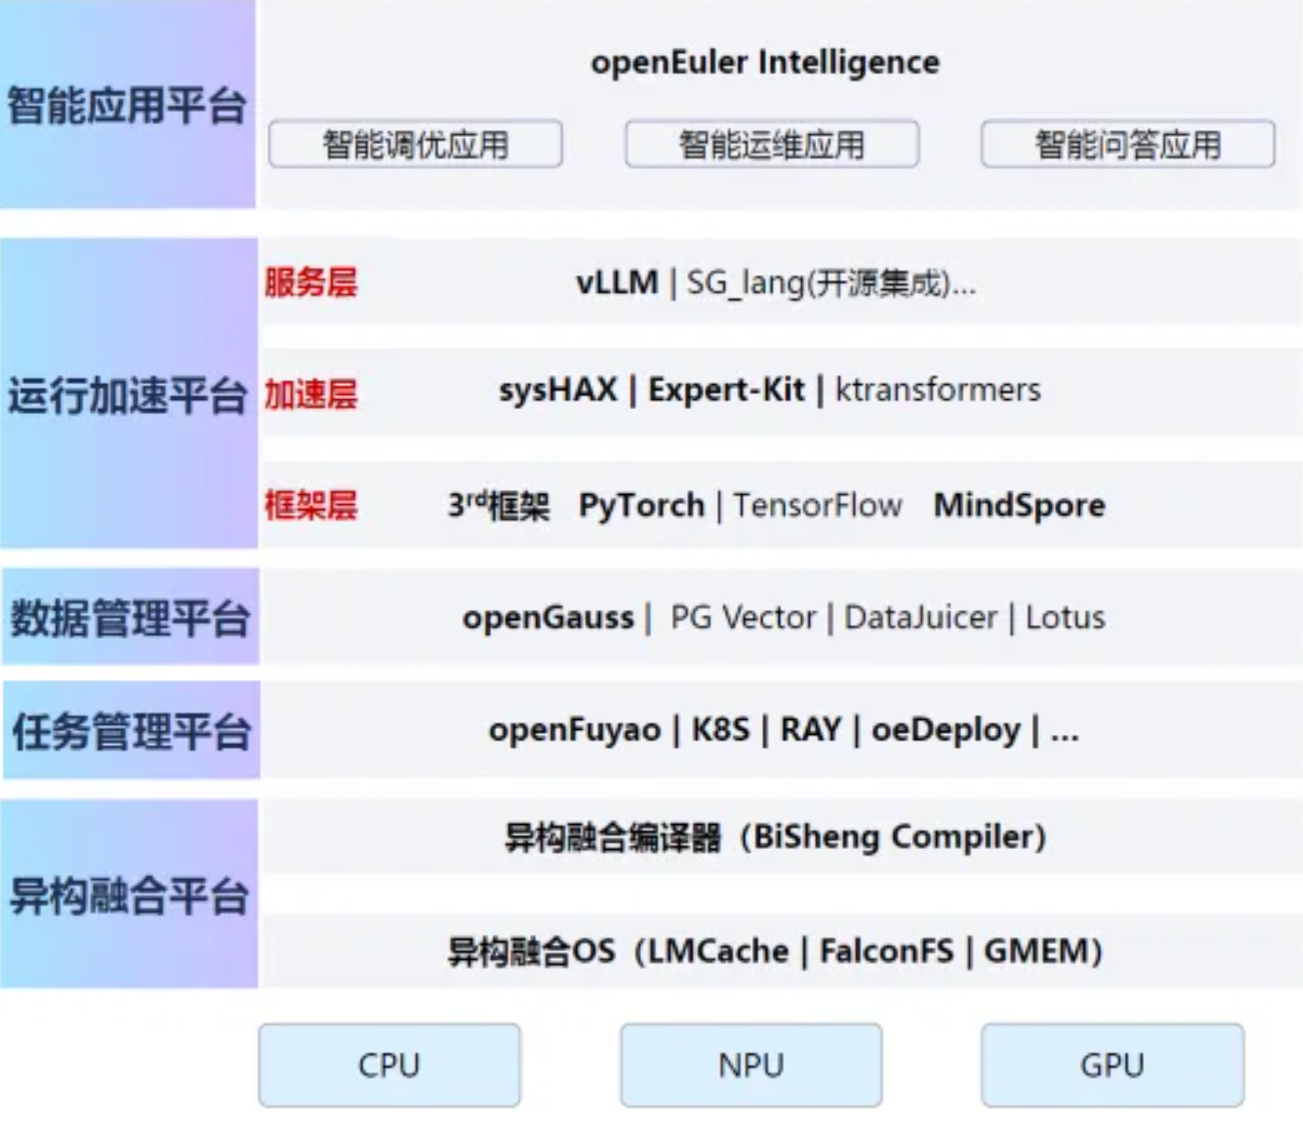 智能应用平台
openEuler Intelligence
智能调优应用 智能运维应用 智能问答应用
运行加速平台
服务层 vLLM | SG_lang(开源集成)...
加速层 sysHAX | Expert-Kit | ktransformers
框架层 3rd框架 PyTorch | TensorFlow MindSpore
数据管理平台 openGauss | PG Vector | DataJuicer | Lotus
任务管理平台 openFuyao | K8S | RAY | oeDeploy | ...
异构融合平台
异构融合编译器（BiSheng Compiler）
异构融合OS（LMCache | FalconFS | GMEM）
CPU NPU GPU